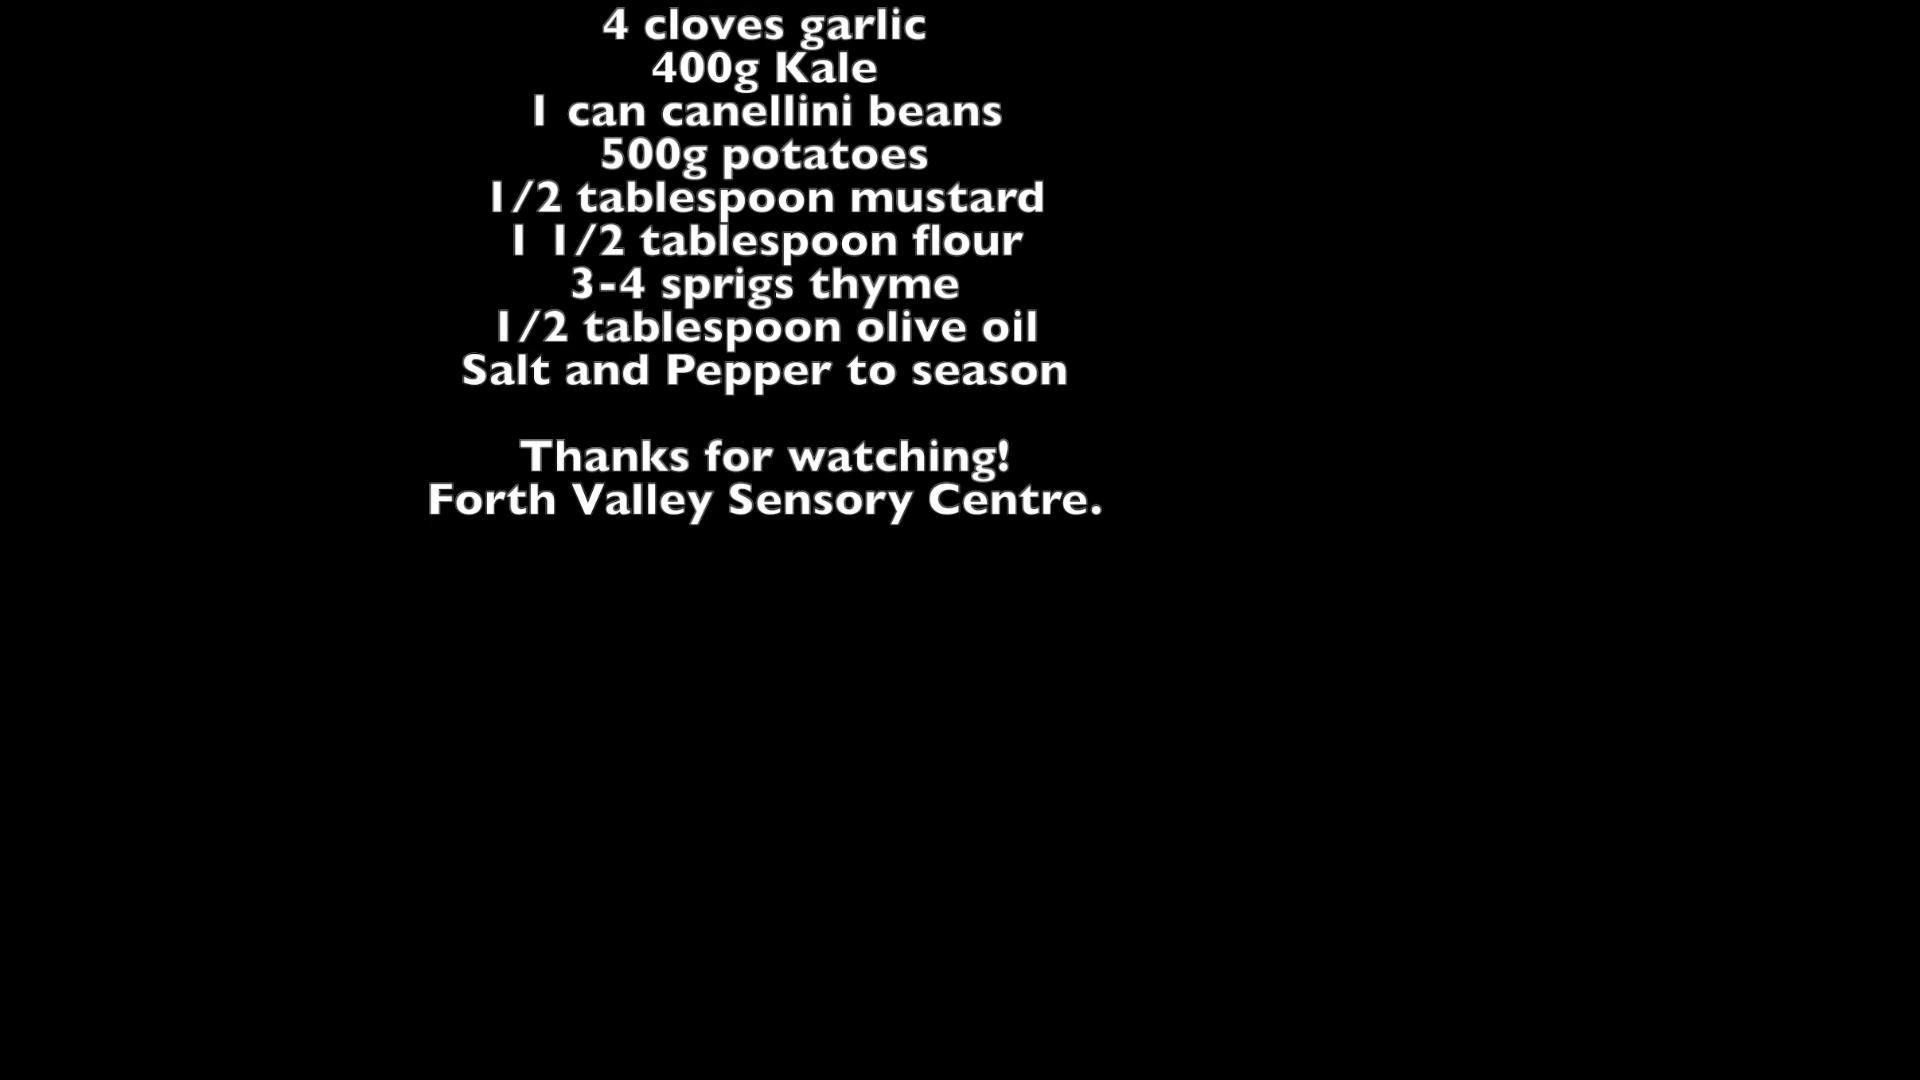 4 cloves garlic
400g Kale
1 can canellini beans
500g potatoes
1/2 tablespoon mustard
1 1/2 tablespoon flour
3-4 sprigs thyme
1/2 tablespoon olive oil
Salt and Pepper to season
Thanks for watching!
Forth Valley Sensory Centre.